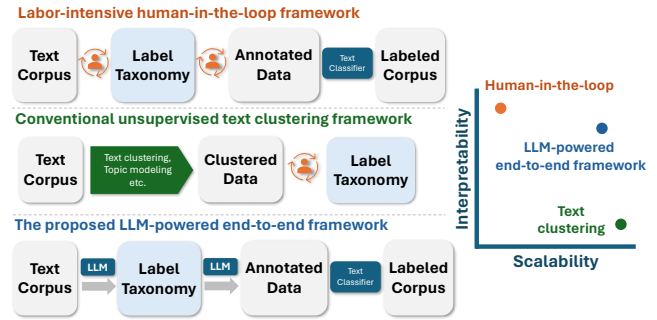 Labor-intensive human-in-the-loop framework
Text
Corpus
Label
Taxonomy
Annotated
Data
Text
Classifier
Labeled
Corpus
Conventional unsupervised text clustering framework
Text
Corpus
Text clustering,
Topic modeling
etc.
Clustered
Data
Label
Taxonomy
The proposed LLM-powered end-to-end framework
Text
Corpus
LLM
Label
Taxonomy
LLM
Annotated
Data
Text
Classifier
Labeled
Corpus
Interpretability
Human-in-the-loop
LLM-powered
end-to-end framework
Text
clustering
Scalability